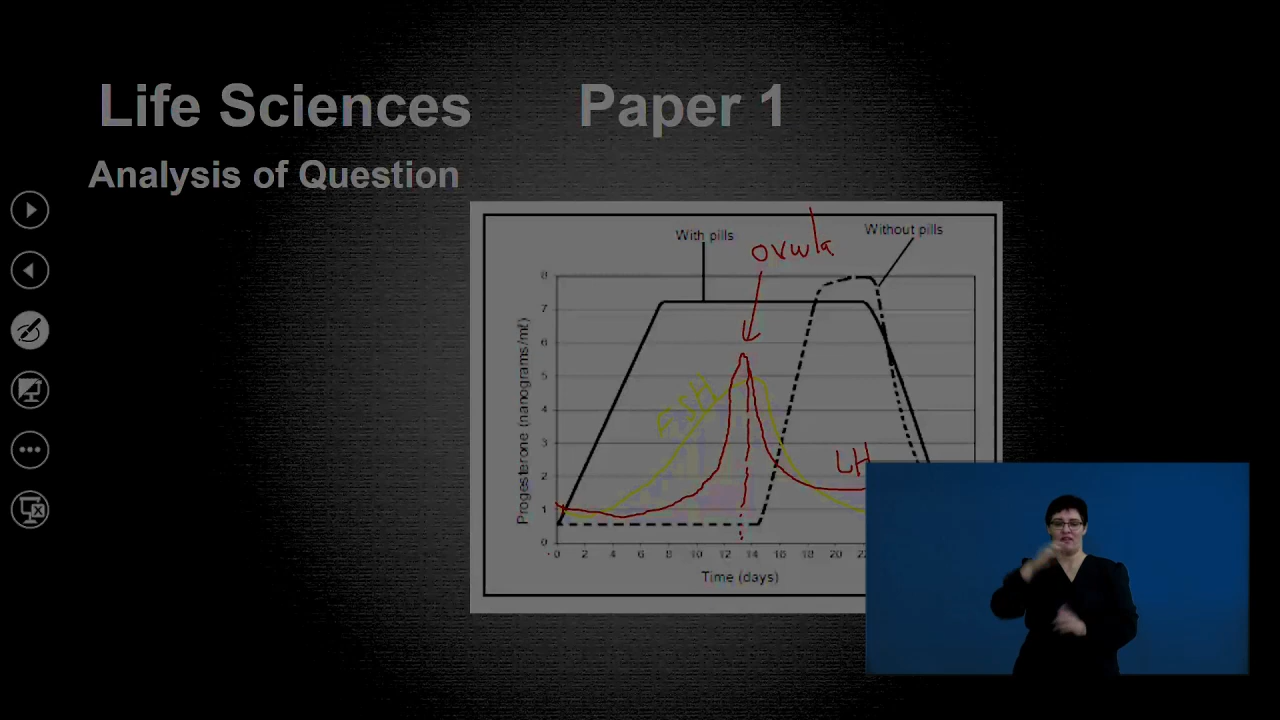 Life Sciences Paper 1
Analysis of Question
With pills
Without pills
ovula
8
7
6
5
4
3
2
1
0
Progesterone (nanograms/mℓ)
FSH
LH
0 2 4 6 8 10 12 14 16 18 20
Time (days)